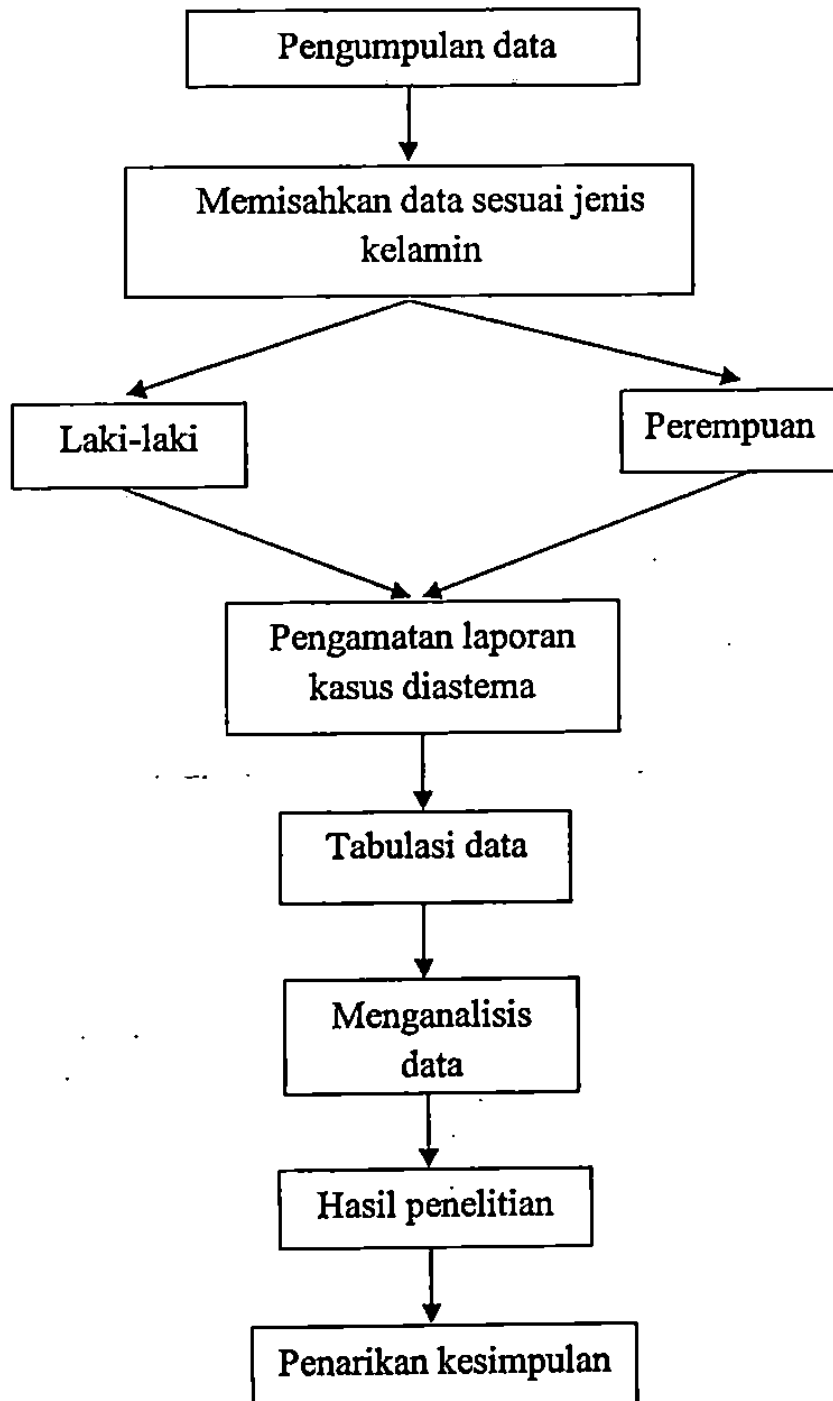 Pengumpulan data
Memisahkan data sesuai jenis
kelamin
Laki-laki
Perempuan
Pengamatan laporan
kasus diastema
Tabulasi data
Menganalisis
data
Hasil penelitian
Penarikan kesimpulan